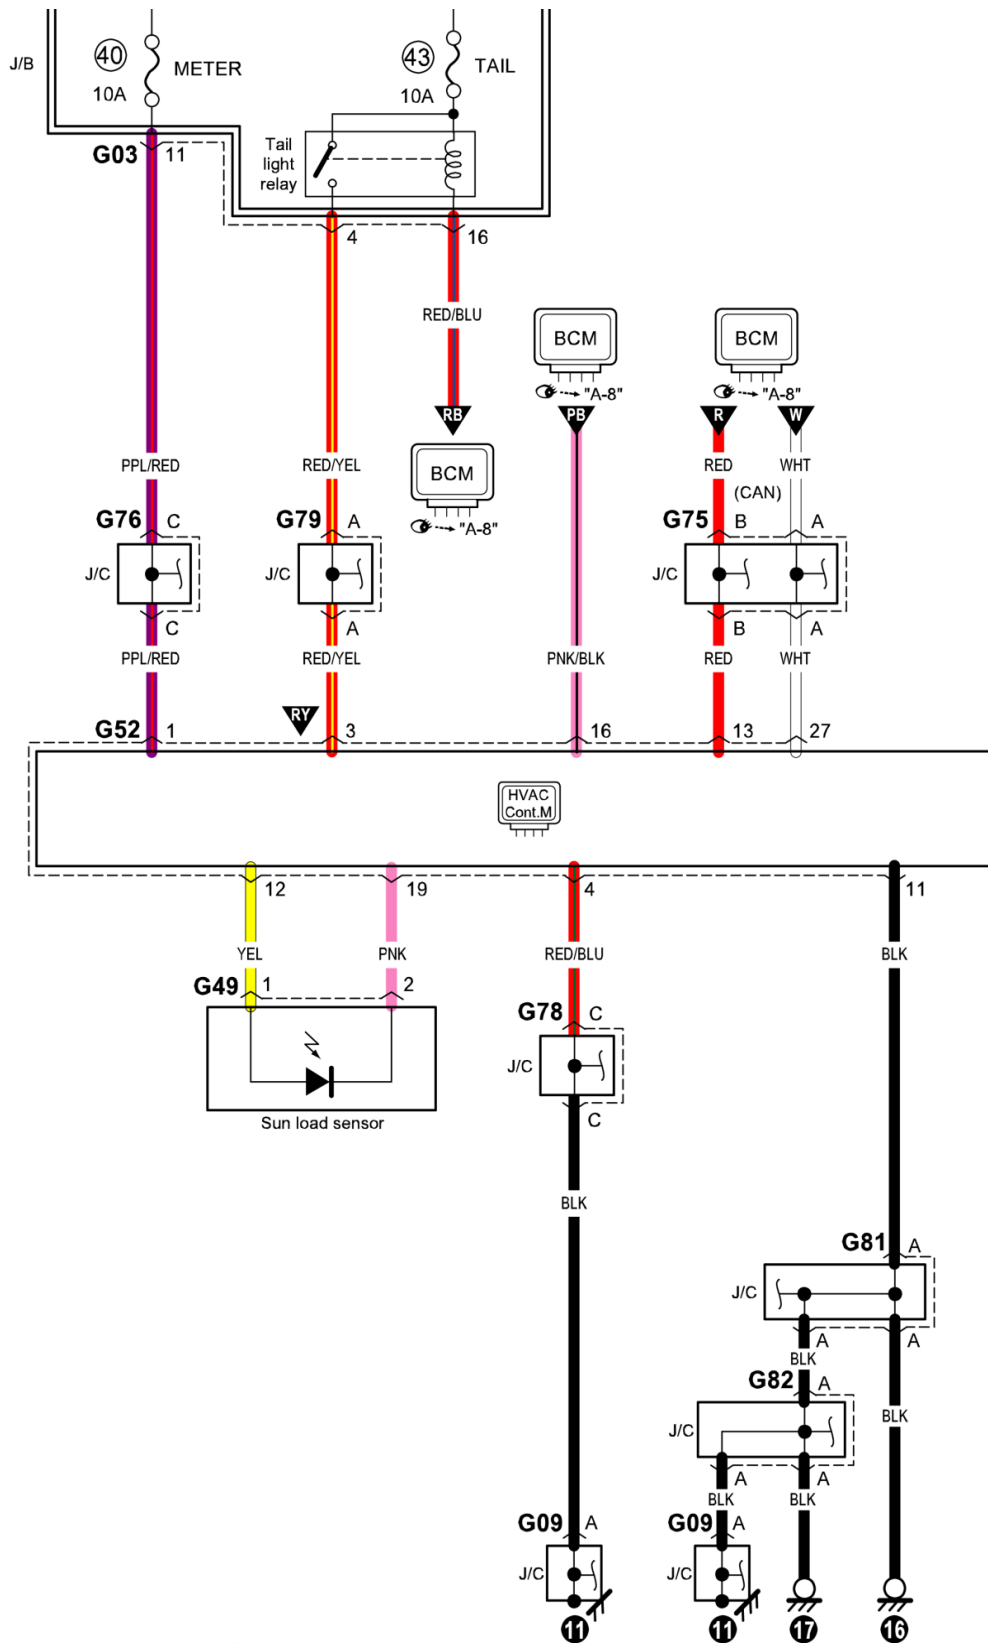 J/B
40
10A
METER
43
10A
TAIL
Tail
light
relay
G03
11
4
16
RED/BLU
BCM
"A-8"
BCM
"A-8"
RB
PB
R
W
BCM
"A-8"
PPL/RED
RED/YEL
RED
WHT
(CAN)
G76
C
G79
A
G75
B
A
J/C
J/C
J/C
C
A
B
A
PPL/RED
RED/YEL
PNK/BLK
RED
WHT
RY
G52
1
3
16
13
27
HVAC
Cont.M
12
19
4
11
YEL
PNK
RED/BLU
BLK
G49
1
2
G78
C
J/C
Sun load sensor
C
BLK
G81
A
J/C
A
A
BLK
G82
A
BLK
J/C
A
A
BLK
BLK
G09
A
G09
A
J/C
J/C
11
11
17
16